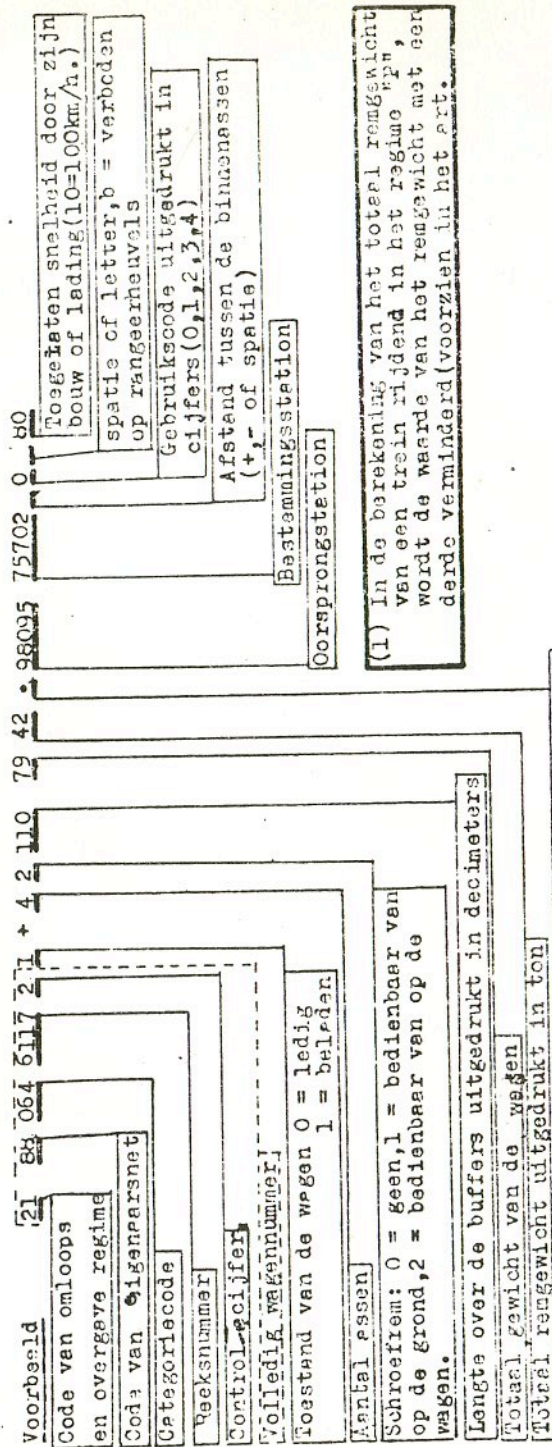 Voorbeeld 21 88 064 6117 2 1 + 4 2 110 79 42 . 98095 75702 0 80
Code van omloops
en overgave regime
Code van eigenaarsnet
Categoriecode
Reeksnummer
Control-ecijfer
Volledig wagennummer
Toestand van de wagen 0 = ledig
1 = beladen
Aantal assen
Schroefrem: 0 = geen,1 = bedienbaar van
op de grond,2 = bedienbaar van op de
wagen.
Lengte over de buffers uitgedrukt in decimeters
Totaal gewicht van de wagen
Totaal remgewicht uitgedrukt in ton
Toegelaten snelheid door zijn
bouw of lading(10=100km/h.)
spatie of letter,b = verboden
op rangeerheuvels
Gebruikscode uitgedrukt in
cijfers(0,1,2,3,4)
Afstand tussen de binnenassen
(+,- of spatie)
Bestemmingsstation
Oorsprongstation
(1) In de berekening van het totaal remgewicht
van een trein rijdend in het regime "p",
wordt de waarde van het remgewicht met een
derde verminderd(voorzien in het art.